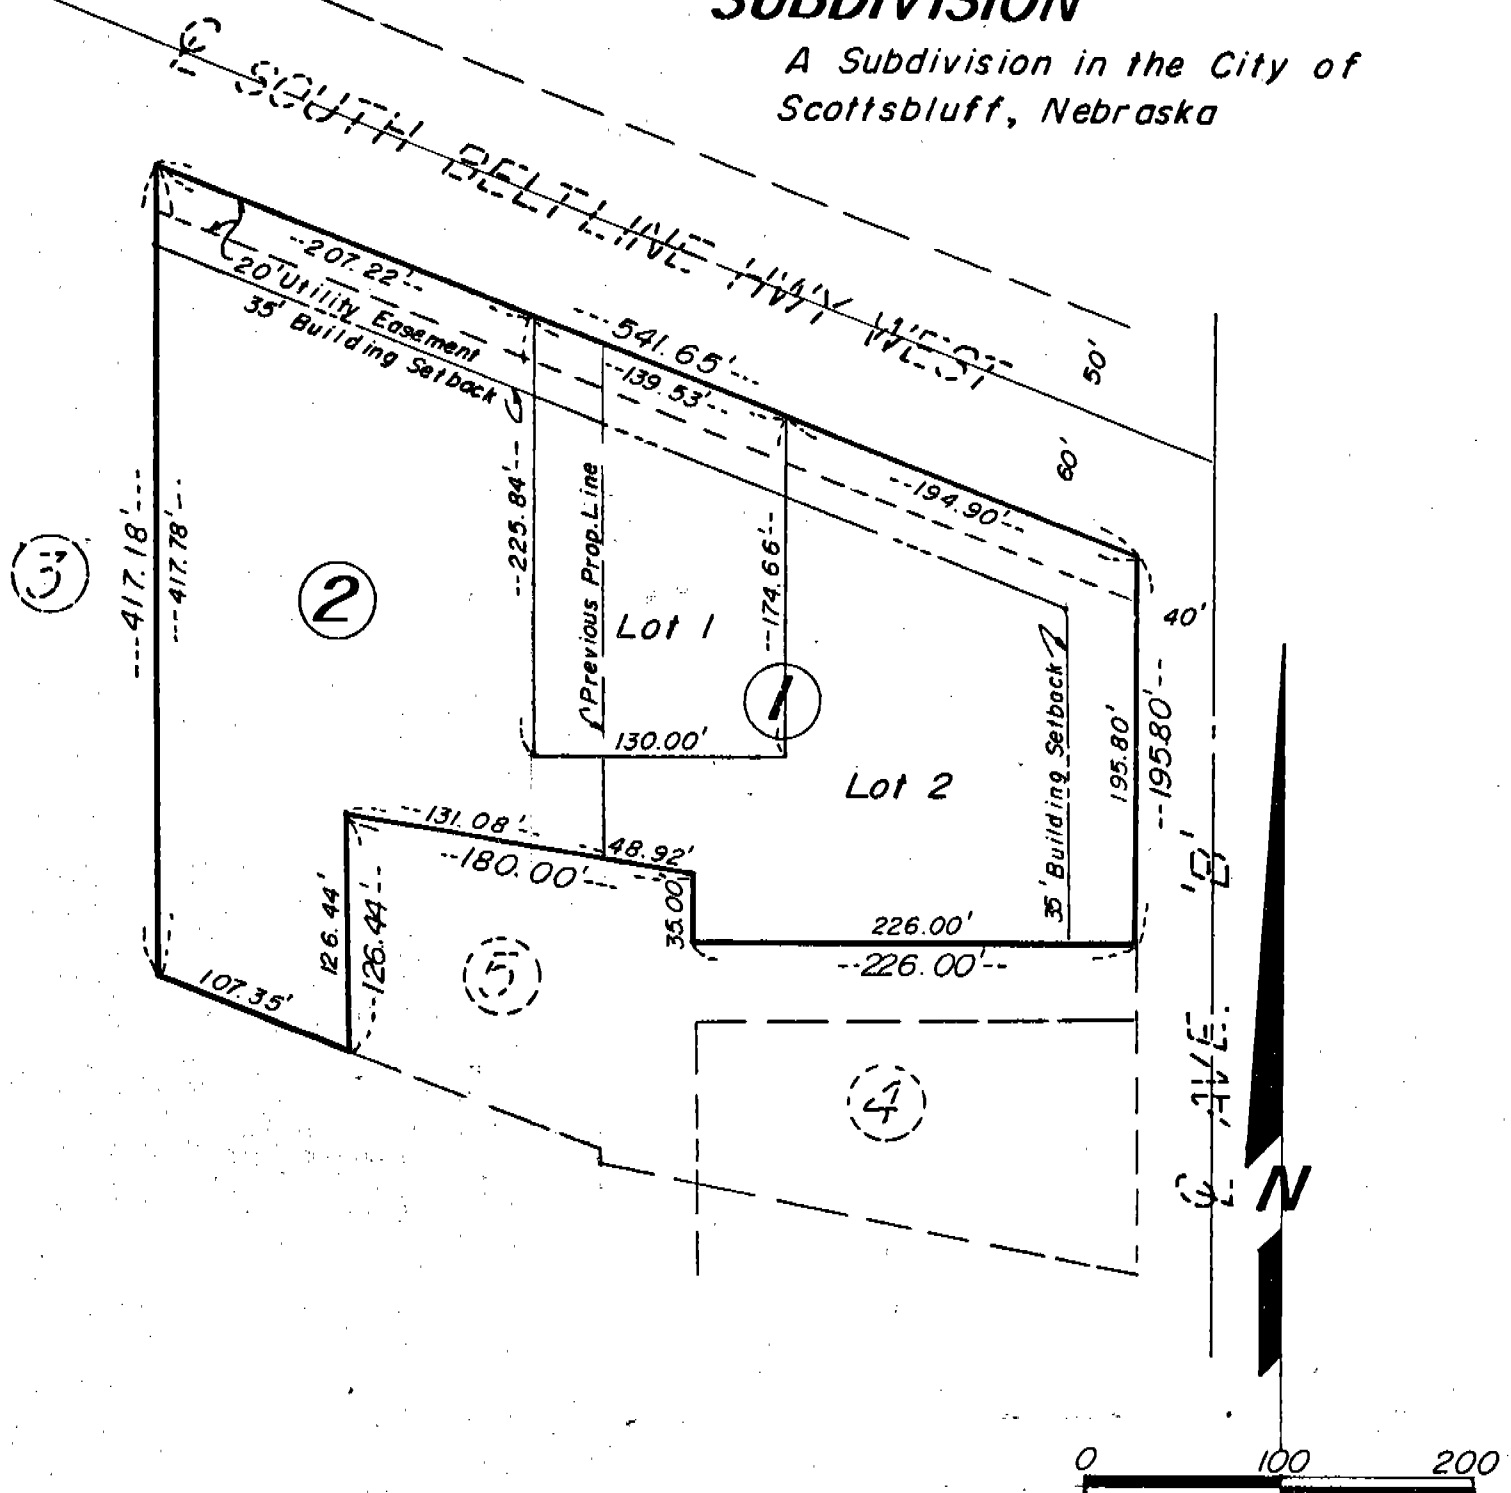 SUBDIVISION
A Subdivision in the City of
Scottsbluff, Nebraska
℄ SOUTH BELTLINE HWY WEST
207.22'
20' Utility Easement
35' Building Setback
541.65'
139.53'
194.90'
50'
60'
40'
3
417.18'
417.78'
2
225.84'
Previous Prop. Line
Lot 1
174.66'
1
130.00'
Lot 2
35' Building Setback
195.80'
195.80'
131.08'
48.92'
180.00'
35.00
226.00'
226.00'
126.44'
126.44'
107.35'
5
4
℄ AVE. 'B'
N
0 100 200